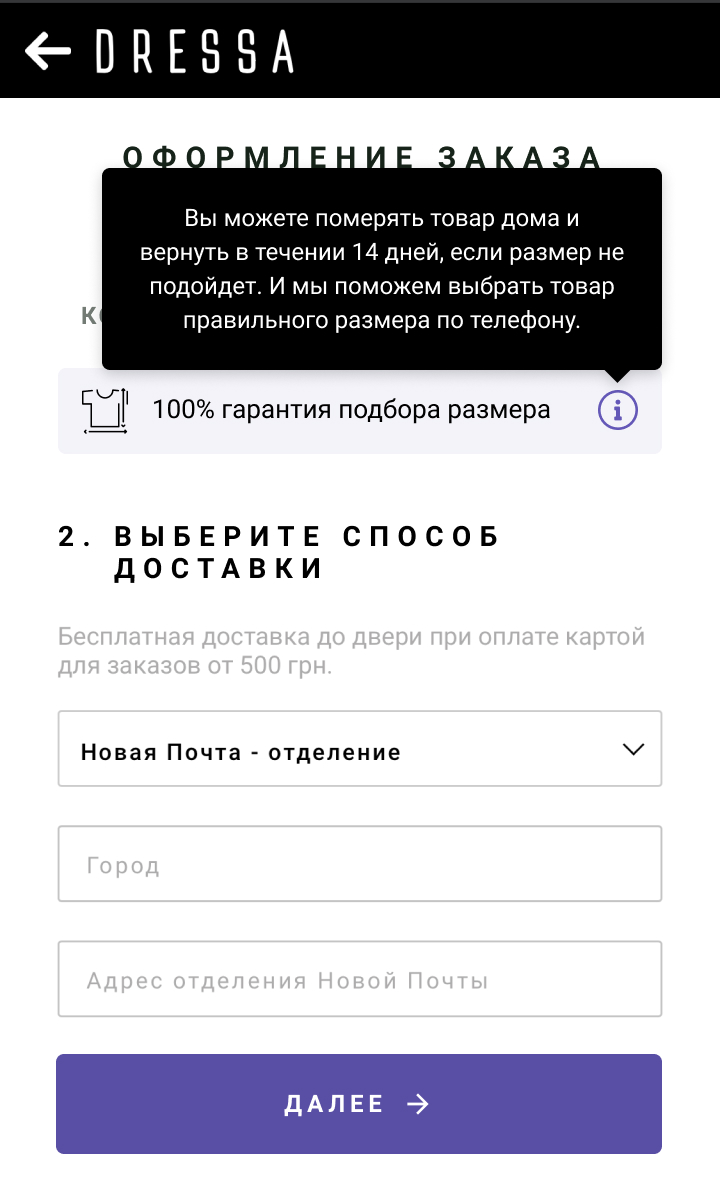 DRESSA
ОФОРМЛЕНИЕ ЗАКАЗА
Вы можете померять товар дома и
вернуть в течении 14 дней, если размер не
подойдет. И мы поможем выбрать товар
правильного размера по телефону.
100% гарантия подбора размера
2. ВЫБЕРИТЕ СПОСОБ
ДОСТАВКИ
Бесплатная доставка до двери при оплате картой
для заказов от 500 грн.
Новая Почта - отделение
Город
Адрес отделения Новой Почты
ДАЛЕЕ →